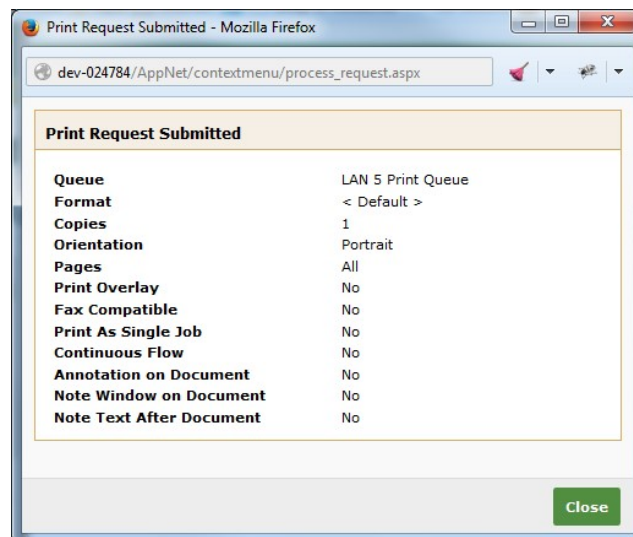 Print Request Submitted - Mozilla Firefox
dev-024784/AppNet/contextmenu/process_request.aspx
Print Request Submitted
Queue LAN 5 Print Queue
Format < Default >
Copies 1
Orientation Portrait
Pages All
Print Overlay No
Fax Compatible No
Print As Single Job No
Continuous Flow No
Annotation on Document No
Note Window on Document No
Note Text After Document No
Close